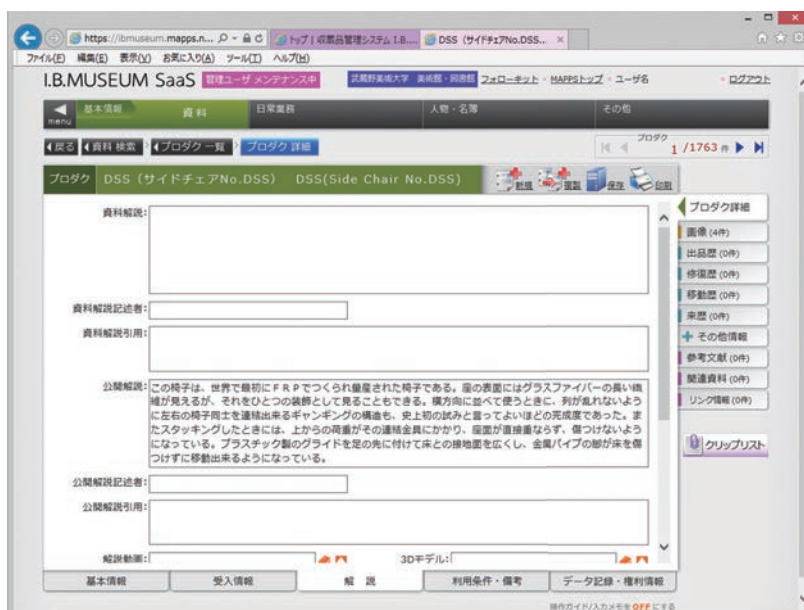 https://ibmuseum.mapps.n...
トップ | 収蔵品管理システム I.B....
DSS（サイドチェアNo.DSS...
ファイル(F) 編集(E) 表示(V) お気に入り(A) ツール(T) ヘルプ(H)
I.B.MUSEUM SaaS 管理ユーザ メンテナンス中 武蔵野美術大学 美術館・図書館 フェローネット MAPPSトップ ユーザ名 ログアウト
menu 基本情報 資料 日常業務 人物・名簿 その他
戻る 資料 検索 プロダク 一覧 プロダク 詳細 プロダク 1 /1763 件
プロダク DSS（サイドチェアNo.DSS） DSS(Side Chair No.DSS) 新規 複製 保存 印刷
資料解説:
資料解説記述者:
資料解説引用:
公開解説:
この椅子は、世界で最初にＦＲＰでつくられ量産された椅子である。座の表面にはグラスファイバーの長い繊
維が見えるが、それをひとつの装飾として見ることもできる。横方向に並べて使うときに、列が乱れないよう
に左右の椅子同士を連結出来るギャンギングの構造も、史上初の試みと言ってよいほどの完成度であった。ま
たスタッキングしたときには、上からの荷重がその連結金具にかかり、座面が直接重ならず、傷つけないよう
になっている。プラスチック製のグライドを足の先に付けて床との接地面を広くし、金属パイプの脚が床を傷
つけずに移動出来るようになっている。
公開解説記述者:
公開解説引用:
解説動画: 3Dモデル:
基本情報 受入情報 解 説 利用条件・備考 データ記録・権利情報
操作ガイド/入力メモを OFF にする
プロダク詳細
画像 (4件)
出品歴 (0件)
修復歴 (0件)
移動歴 (0件)
来歴 (0件)
その他情報
参考文献 (0件)
関連資料 (0件)
リンク情報 (0件)
クリップリスト